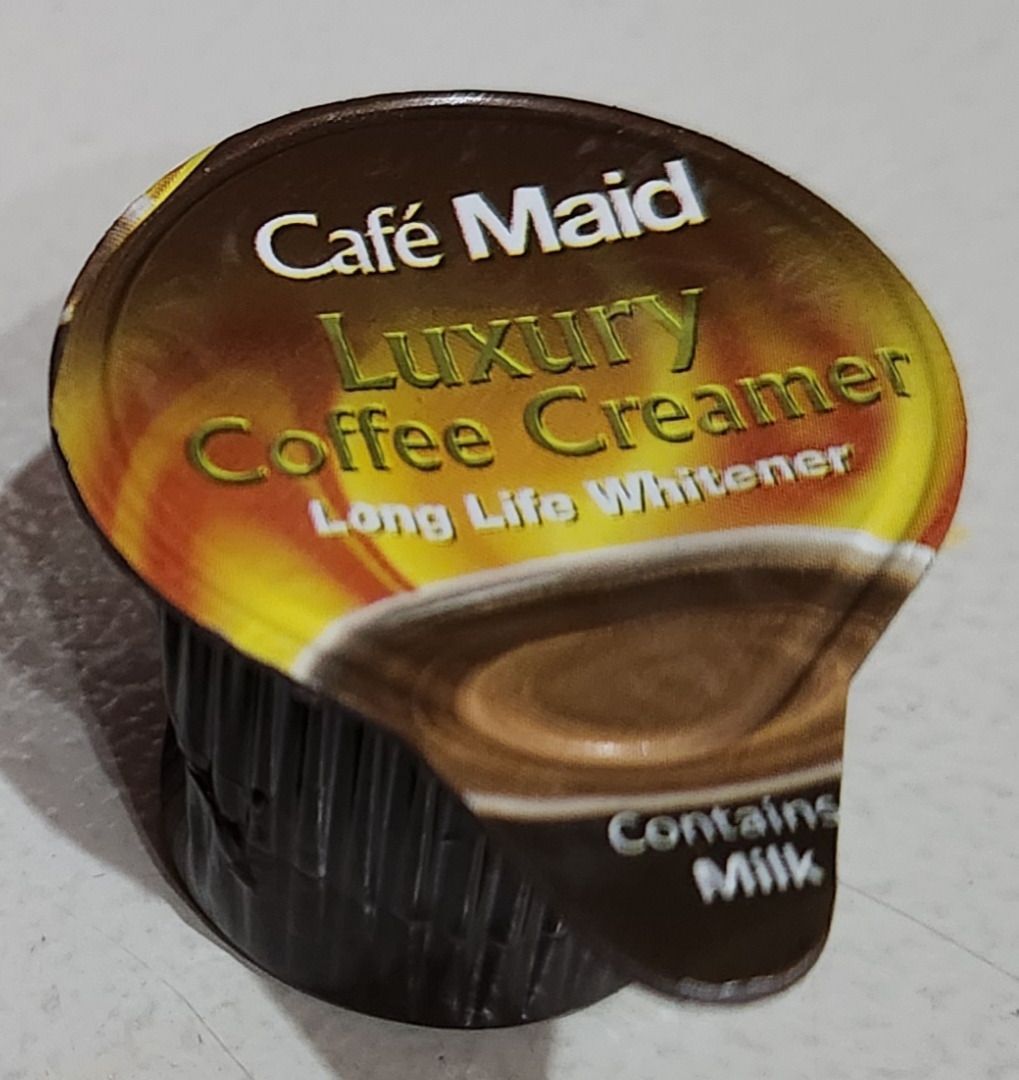 Café Maid
Luxury
Coffee Creamer
Long Life Whitener
Contains
Milk